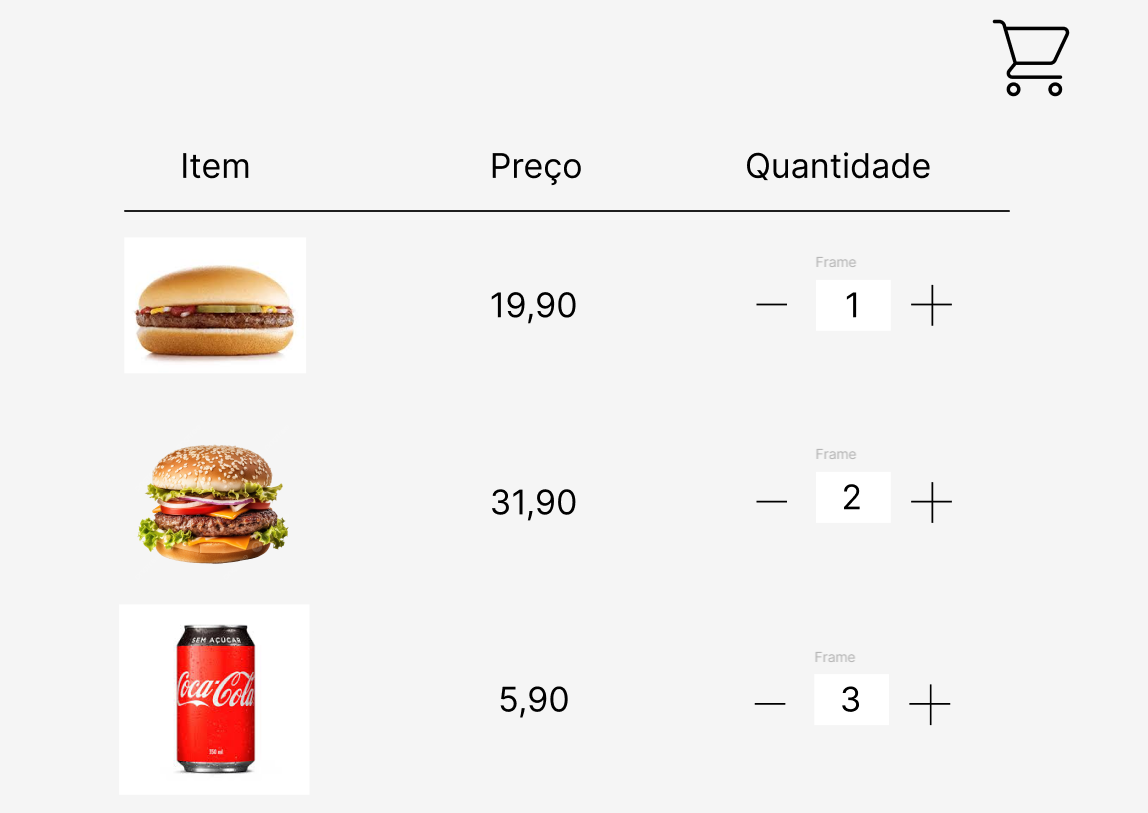 Item Preço Quantidade
Frame
19,90 1
Frame
31,90 2
SEM AÇÚCAR
Coca-Cola
Frame
5,90 3